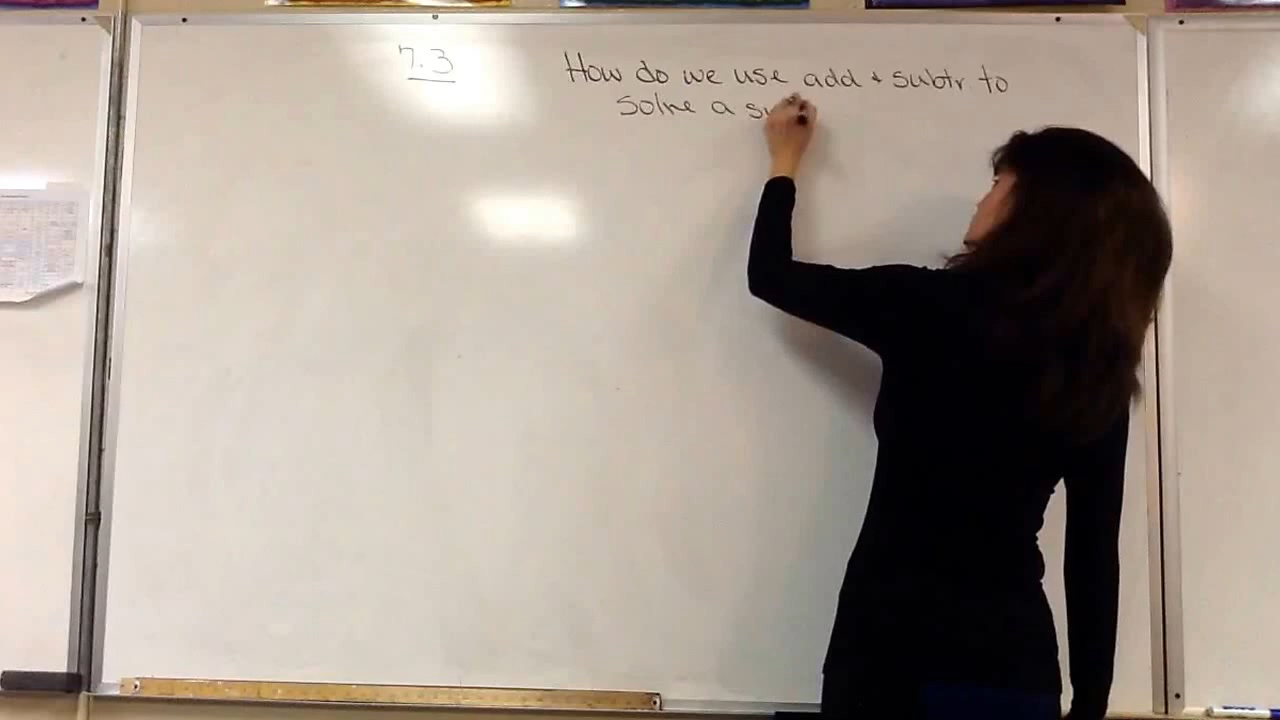 7.3
How do we use add + subtr. to
solve a